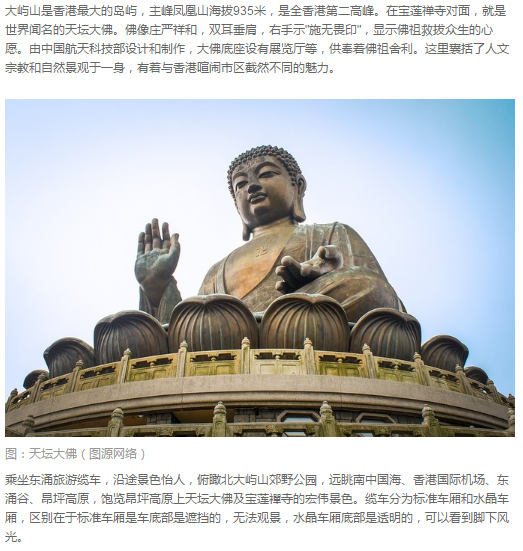 大屿山是香港最大的岛屿，主峰凤凰山海拔935米，是全香港第二高峰。在宝莲禅寺对面，就是
世界闻名的天坛大佛。佛像庄严祥和，双耳垂肩，右手示“施无畏印”，显示佛祖救拔众生的心
愿。由中国航天科技部设计和制作，大佛底座设有展览厅等，供奉着佛祖舍利。这里囊括了人文
宗教和自然景观于一身，有着与香港喧闹市区截然不同的魅力。
图：天坛大佛（图源网络）
乘坐东涌旅游缆车，沿途景色怡人，俯瞰北大屿山郊野公园，远眺南中国海、香港国际机场、东
涌谷、昂坪高原，饱览昂坪高原上天坛大佛及宝莲禅寺的宏伟景色。缆车分为标准车厢和水晶车
厢，区别在于标准车厢是车底部是遮挡的，无法观景，水晶车厢底部是透明的，可以看到脚下风
光。